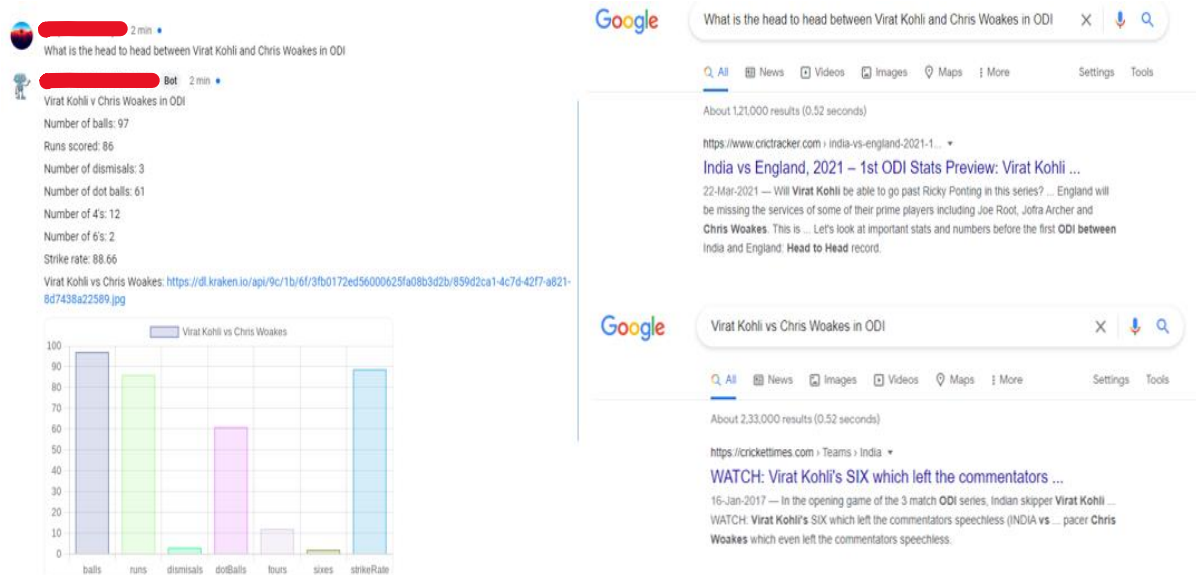 2 min
What is the head to head between Virat Kohli and Chris Woakes in ODI
Bot 2 min
Virat Kohli v Chris Woakes in ODI
Number of balls: 97
Runs scored: 86
Number of dismisals: 3
Number of dot balls: 61
Number of 4's: 12
Number of 6's: 2
Strike rate: 88.66
Virat Kohli vs Chris Woakes: https://dl.kraken.io/api/9c/1b/6f/3fb0172ed56000625fa08b3d2b/859d2ca1-4c7d-42f7-a821-
8d7438a22589.jpg
Virat Kohli vs Chris Woakes
100
90
80
70
60
50
40
30
20
10
0
balls runs dismisals dotBalls fours sixes strikeRate
Google
What is the head to head between Virat Kohli and Chris Woakes in ODI
All News Videos Images Maps More Settings Tools
About 1,21,000 results (0.52 seconds)
https://www.crictracker.com › india-vs-england-2021-1...
India vs England, 2021 – 1st ODI Stats Preview: Virat Kohli ...
22-Mar-2021 — Will Virat Kohli be able to go past Ricky Ponting in this series? ... England will
be missing the services of some of their prime players including Joe Root, Jofra Archer and
Chris Woakes. This is ... Let's look at important stats and numbers before the first ODI between
India and England: Head to Head record.
Google
Virat Kohli vs Chris Woakes in ODI
All News Images Videos Maps More Settings Tools
About 2,33,000 results (0.52 seconds)
https://crickettimes.com › Teams › India
WATCH: Virat Kohli's SIX which left the commentators ...
16-Jan-2017 — In the opening game of the 3 match ODI series, Indian skipper Virat Kohli ...
WATCH: Virat Kohli's SIX which left the commentators speechless (INDIA vs ... pacer Chris
Woakes which even left the commentators speechless.